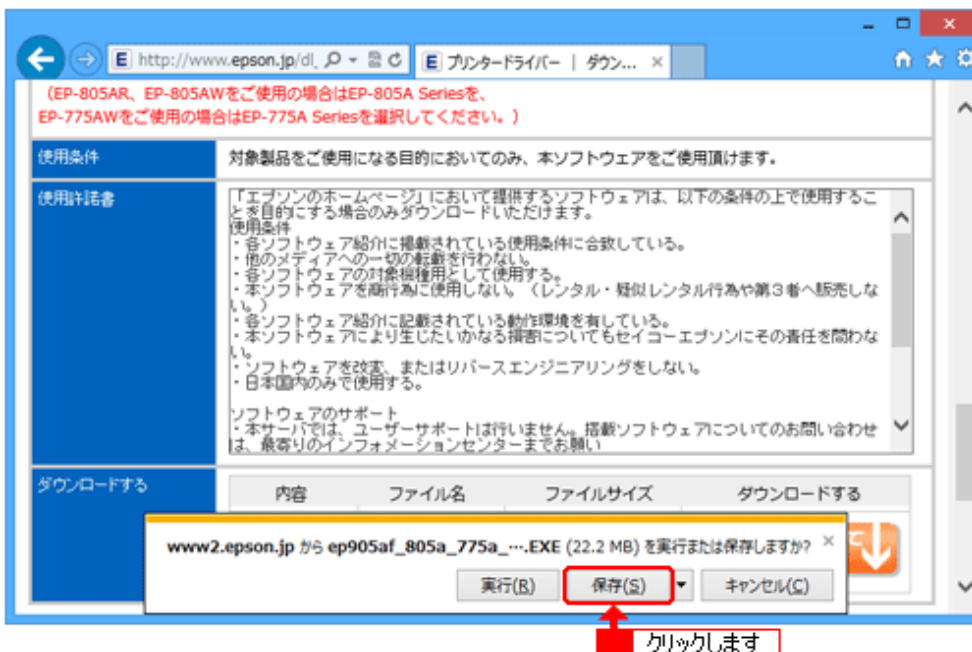 http://www.epson.jp/dl
プリンタードライバー | ダウン...
(EP-805AR、EP-805AWをご使用の場合はEP-805A Seriesを、
EP-775AWをご使用の場合はEP-775A Seriesを選択してください。)
使用条件
対象製品をご使用になる目的においてのみ、本ソフトウェアをご使用頂けます。
使用許諾書
「エプソンのホームページ」において提供するソフトウェアは、以下の条件の上で使用するこ
とを目的にする場合のみダウンロードいただけます。
使用条件
・各ソフトウェア紹介に掲載されている使用条件に合致している。
・他のメディアへの一切の転載を行わない。
・各ソフトウェアの対象機種用として使用する。
・本ソフトウェアを商行為に使用しない。（レンタル・疑似レンタル行為や第３者へ販売しな
い。）
・各ソフトウェア紹介に記載されている動作環境を有している。
・本ソフトウェアにより生じたいかなる損害についてもセイコーエプソンにその責任を問わな
い。
・ソフトウェアを改変、またはリバースエンジニアリングをしない。
・日本国内のみで使用する。
ソフトウェアのサポート
・本サーバでは、ユーザーサポートは行いません。搭載ソフトウェアについてのお問い合わせ
は、最寄りのインフォメーションセンターまでお願い
ダウンロードする
内容 ファイル名 ファイルサイズ ダウンロードする
www2.epson.jp から ep905af_805a_775a_….EXE (22.2 MB) を実行または保存しますか?
実行(R) 保存(S) キャンセル(C)
クリックします